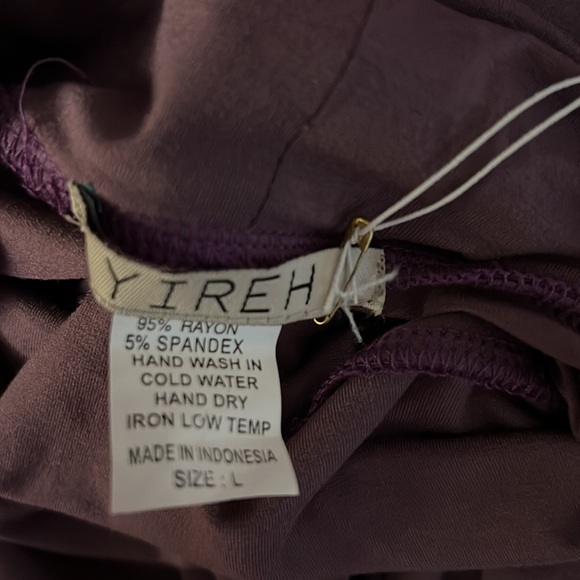 YIREH
95% RAYON
5% SPANDEX
HAND WASH IN
COLD WATER
HAND DRY
IRON LOW TEMP
MADE IN INDONESIA
SIZE : L